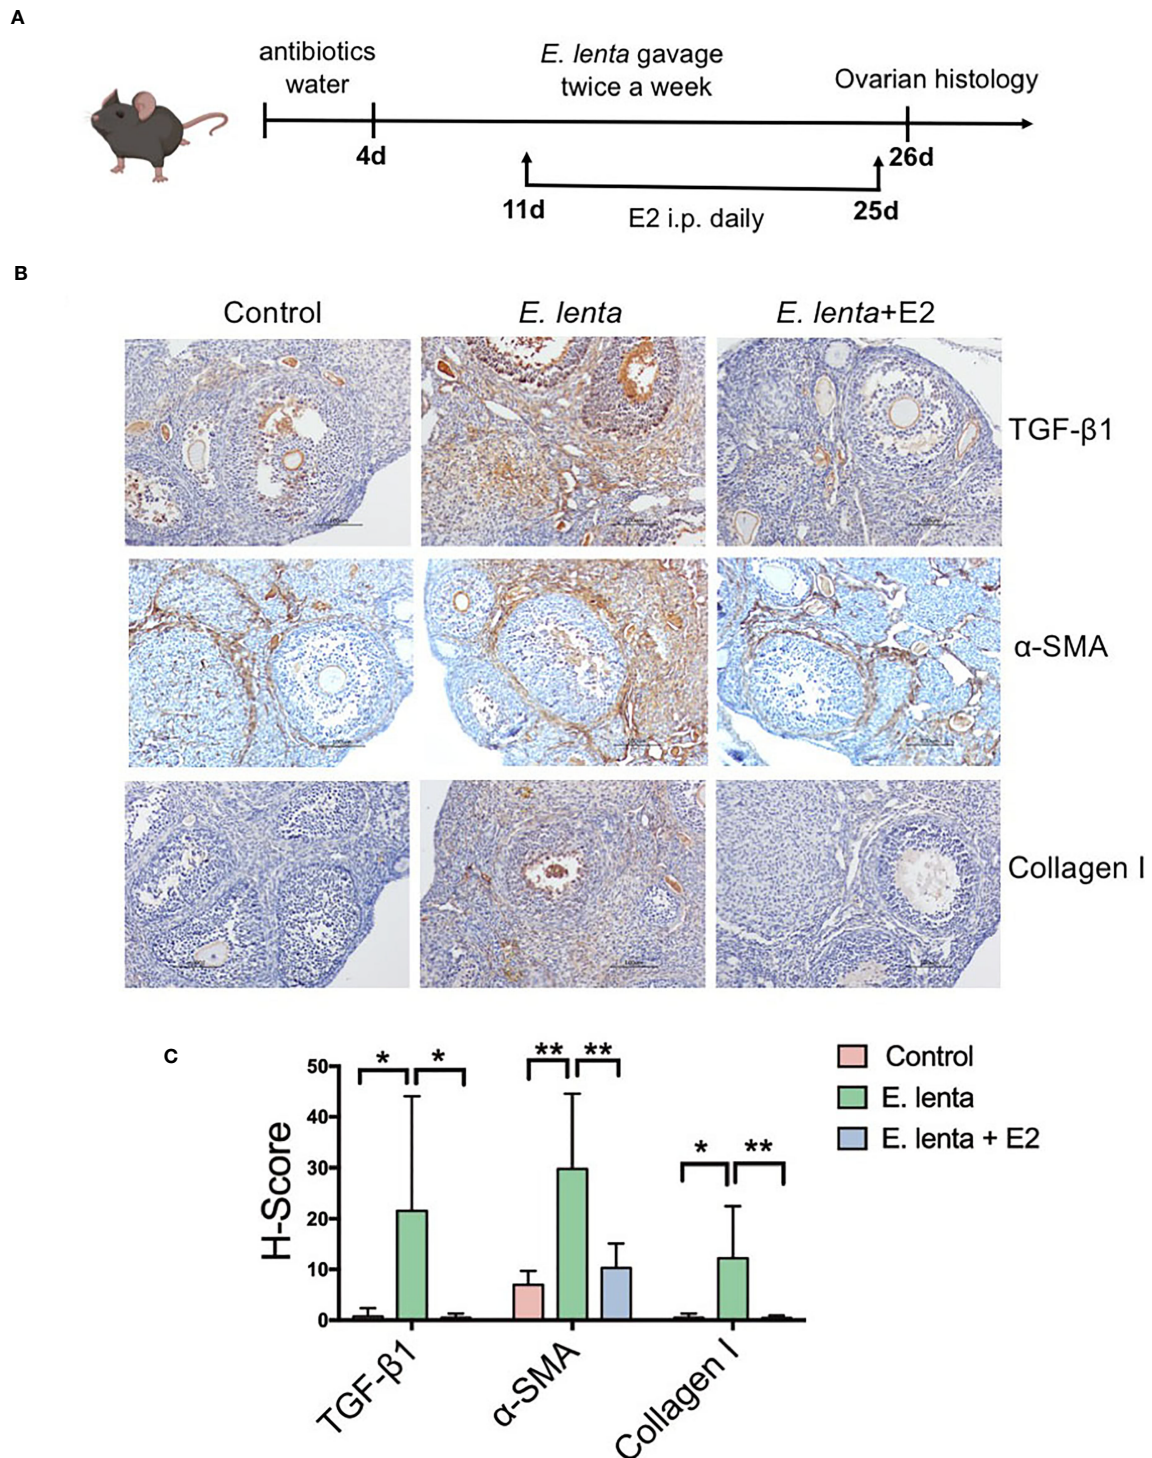 A
antibiotics
water
E. lenta gavage
twice a week
Ovarian histology
4d
26d
11d
E2 i.p. daily
25d
B
Control
E. lenta
E. lenta+E2
TGF-β1
α-SMA
Collagen I
C
* *
** **
* **
Control
E. lenta
E. lenta + E2
H-Score
50
40
30
20
10
0
TGF-β1
α-SMA
Collagen I